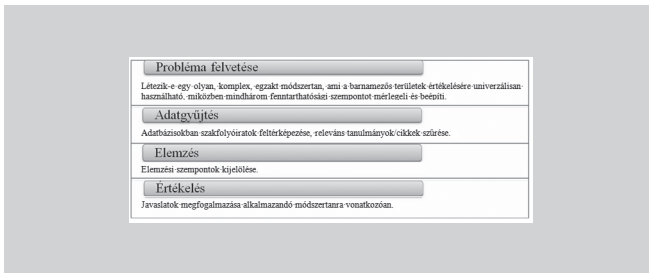 Probléma felvetése
Létezik-e egy olyan, komplex, egzakt módszertan, ami a barnamezős területek értékelésére univerzálisan
használható, miközben mindhárom fenntarthatósági szempontot mérlegeli és beépíti.
Adatgyűjtés
Adatbázisokban szakfolyóiratok feltérképezése, releváns tanulmányok/cikkek szűrése.
Elemzés
Elemzési szempontok kijelölése.
Értékelés
Javaslatok megfogalmazása alkalmazandó módszertanra vonatkozóan.